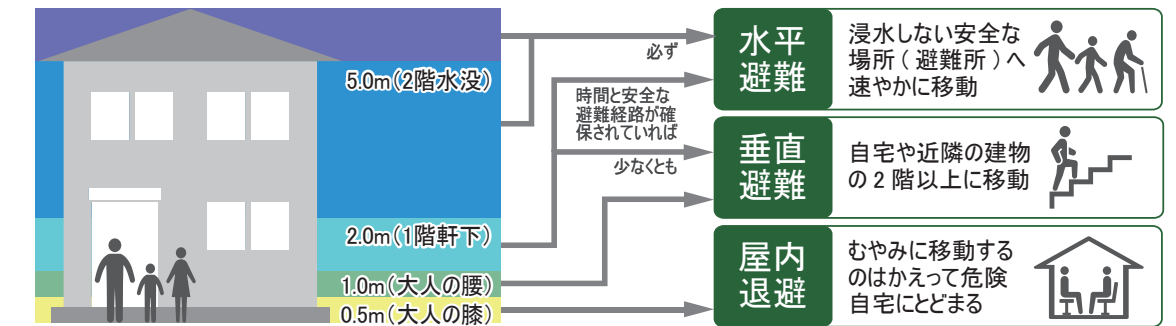 5.0m(2階水没)
2.0m(1階軒下)
1.0m(大人の腰)
0.5m(大人の膝)
必ず
時間と安全な
避難経路が確
保されていれば
少なくとも
水平
避難
浸水しない安全な
場所(避難所)へ
速やかに移動
垂直
避難
自宅や近隣の建物
の2階以上に移動
屋内
退避
むやみに移動する
のはかえって危険
自宅にとどまる